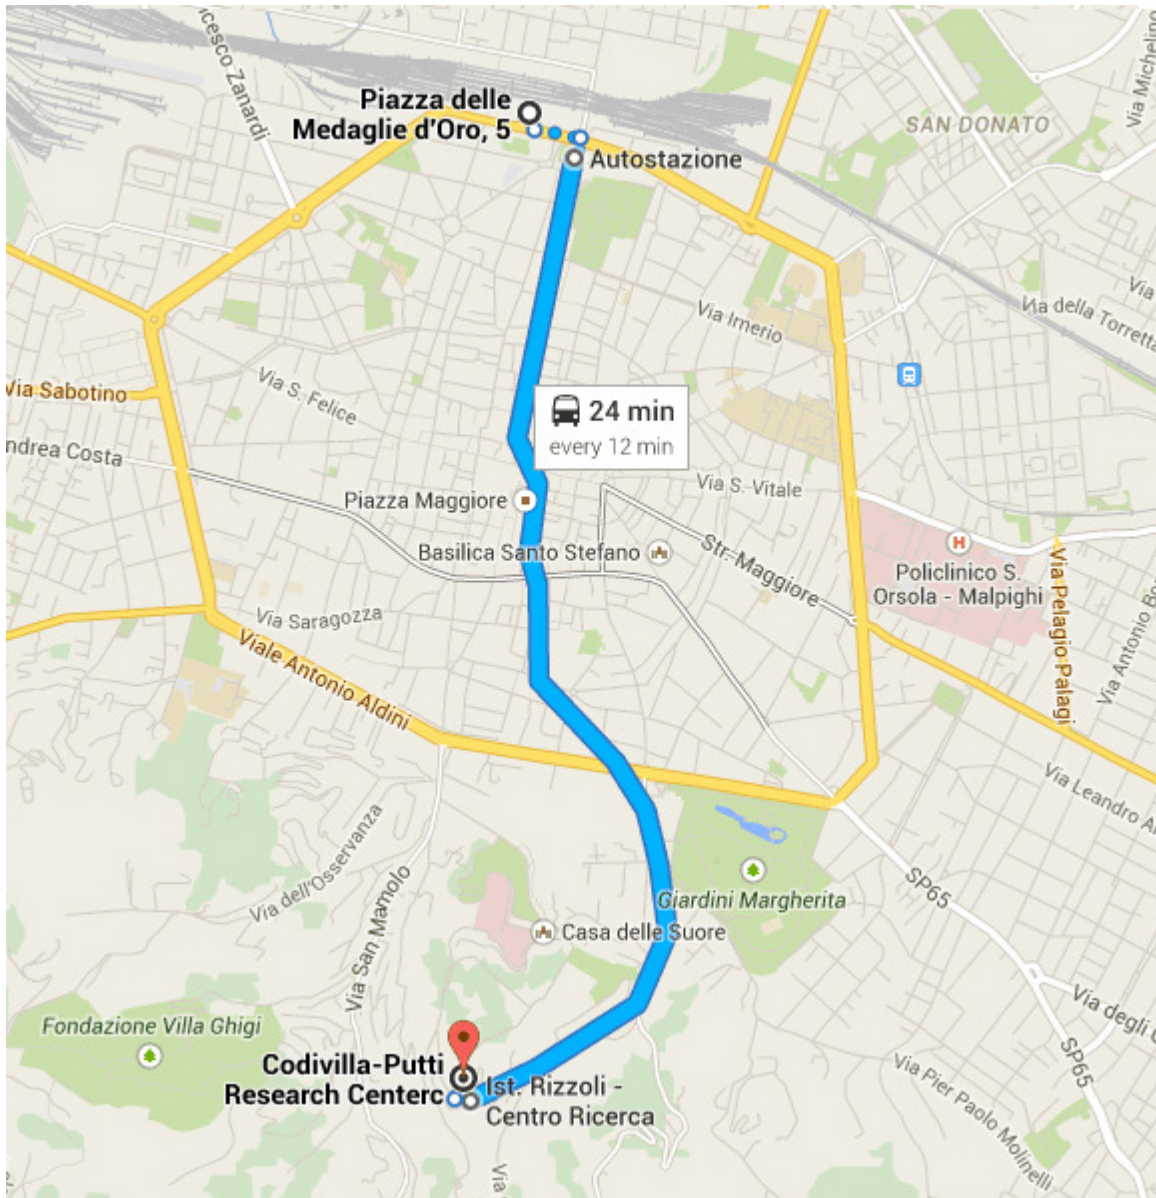 cesco Zanardi
Via Michelino
Piazza delle
Medaglie d'Oro, 5
SAN DONATO
Autostazione
Via Irnerio
Via della Torretta
Via
Via Sabotino
Via S. Felice
24 min
every 12 min
ndrea Costa
Via S. Vitale
Piazza Maggiore
Basilica Santo Stefano
Str. Maggiore
H
Policlinico S.
Orsola - Malpighi
Via Pelagio Palagi
Via Antonio Bo
Via Saragozza
Viale Antonio Aldini
Via Leandro Al
Via dell'Osservanza
Via San Mamolo
Giardini Margherita
SP65
Casa delle Suore
Via degli O
Fondazione Villa Ghigi
Codivilla-Putti
Research Centerc
Ist. Rizzoli -
Centro Ricerca
SP65
Via Pier Paolo Molinelli
Via